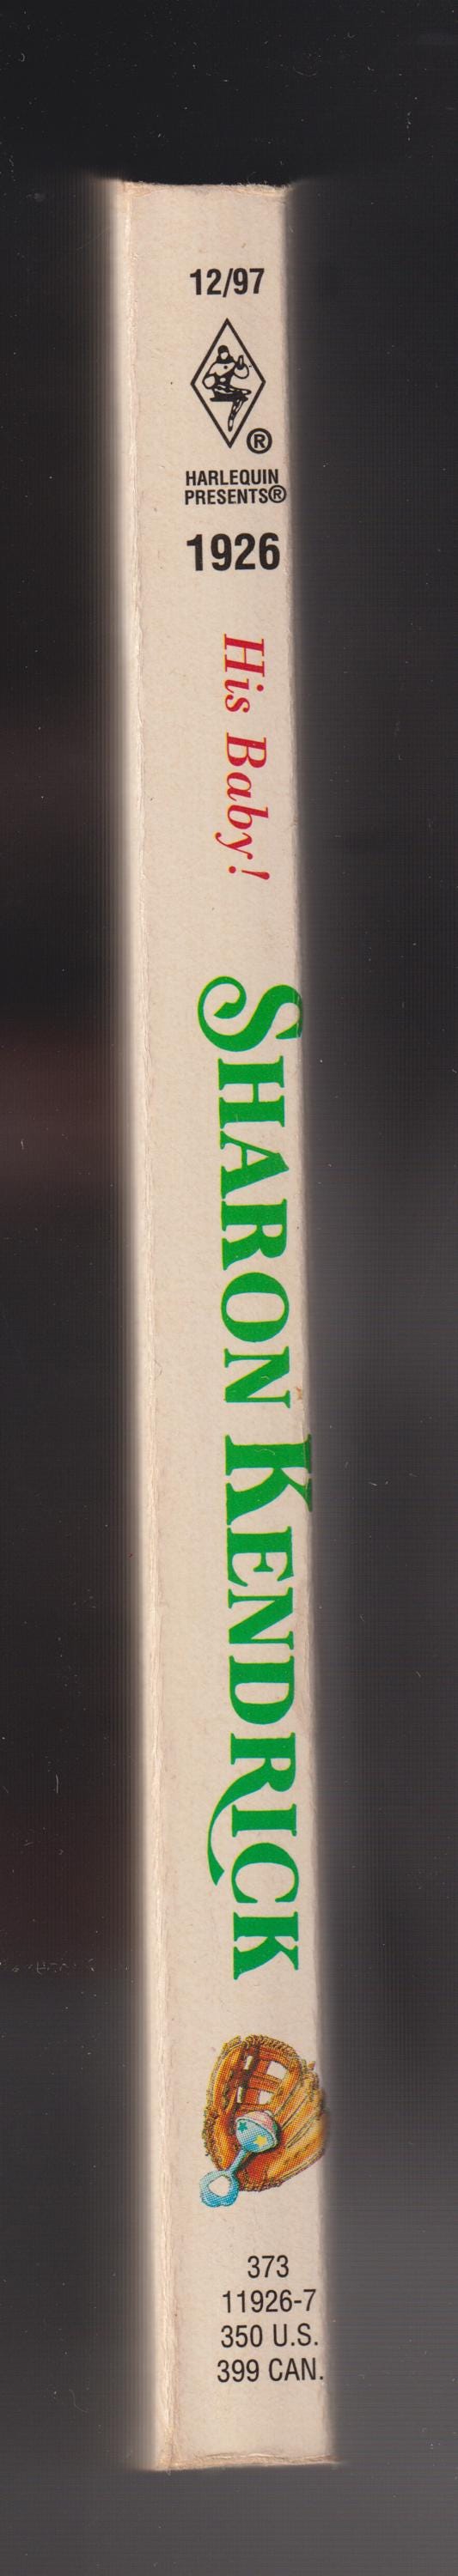 12/97
®
HARLEQUIN
PRESENTS®
1926
His Baby!
SHARON KENDRICK
373
11926-7
350 U.S.
399 CAN.